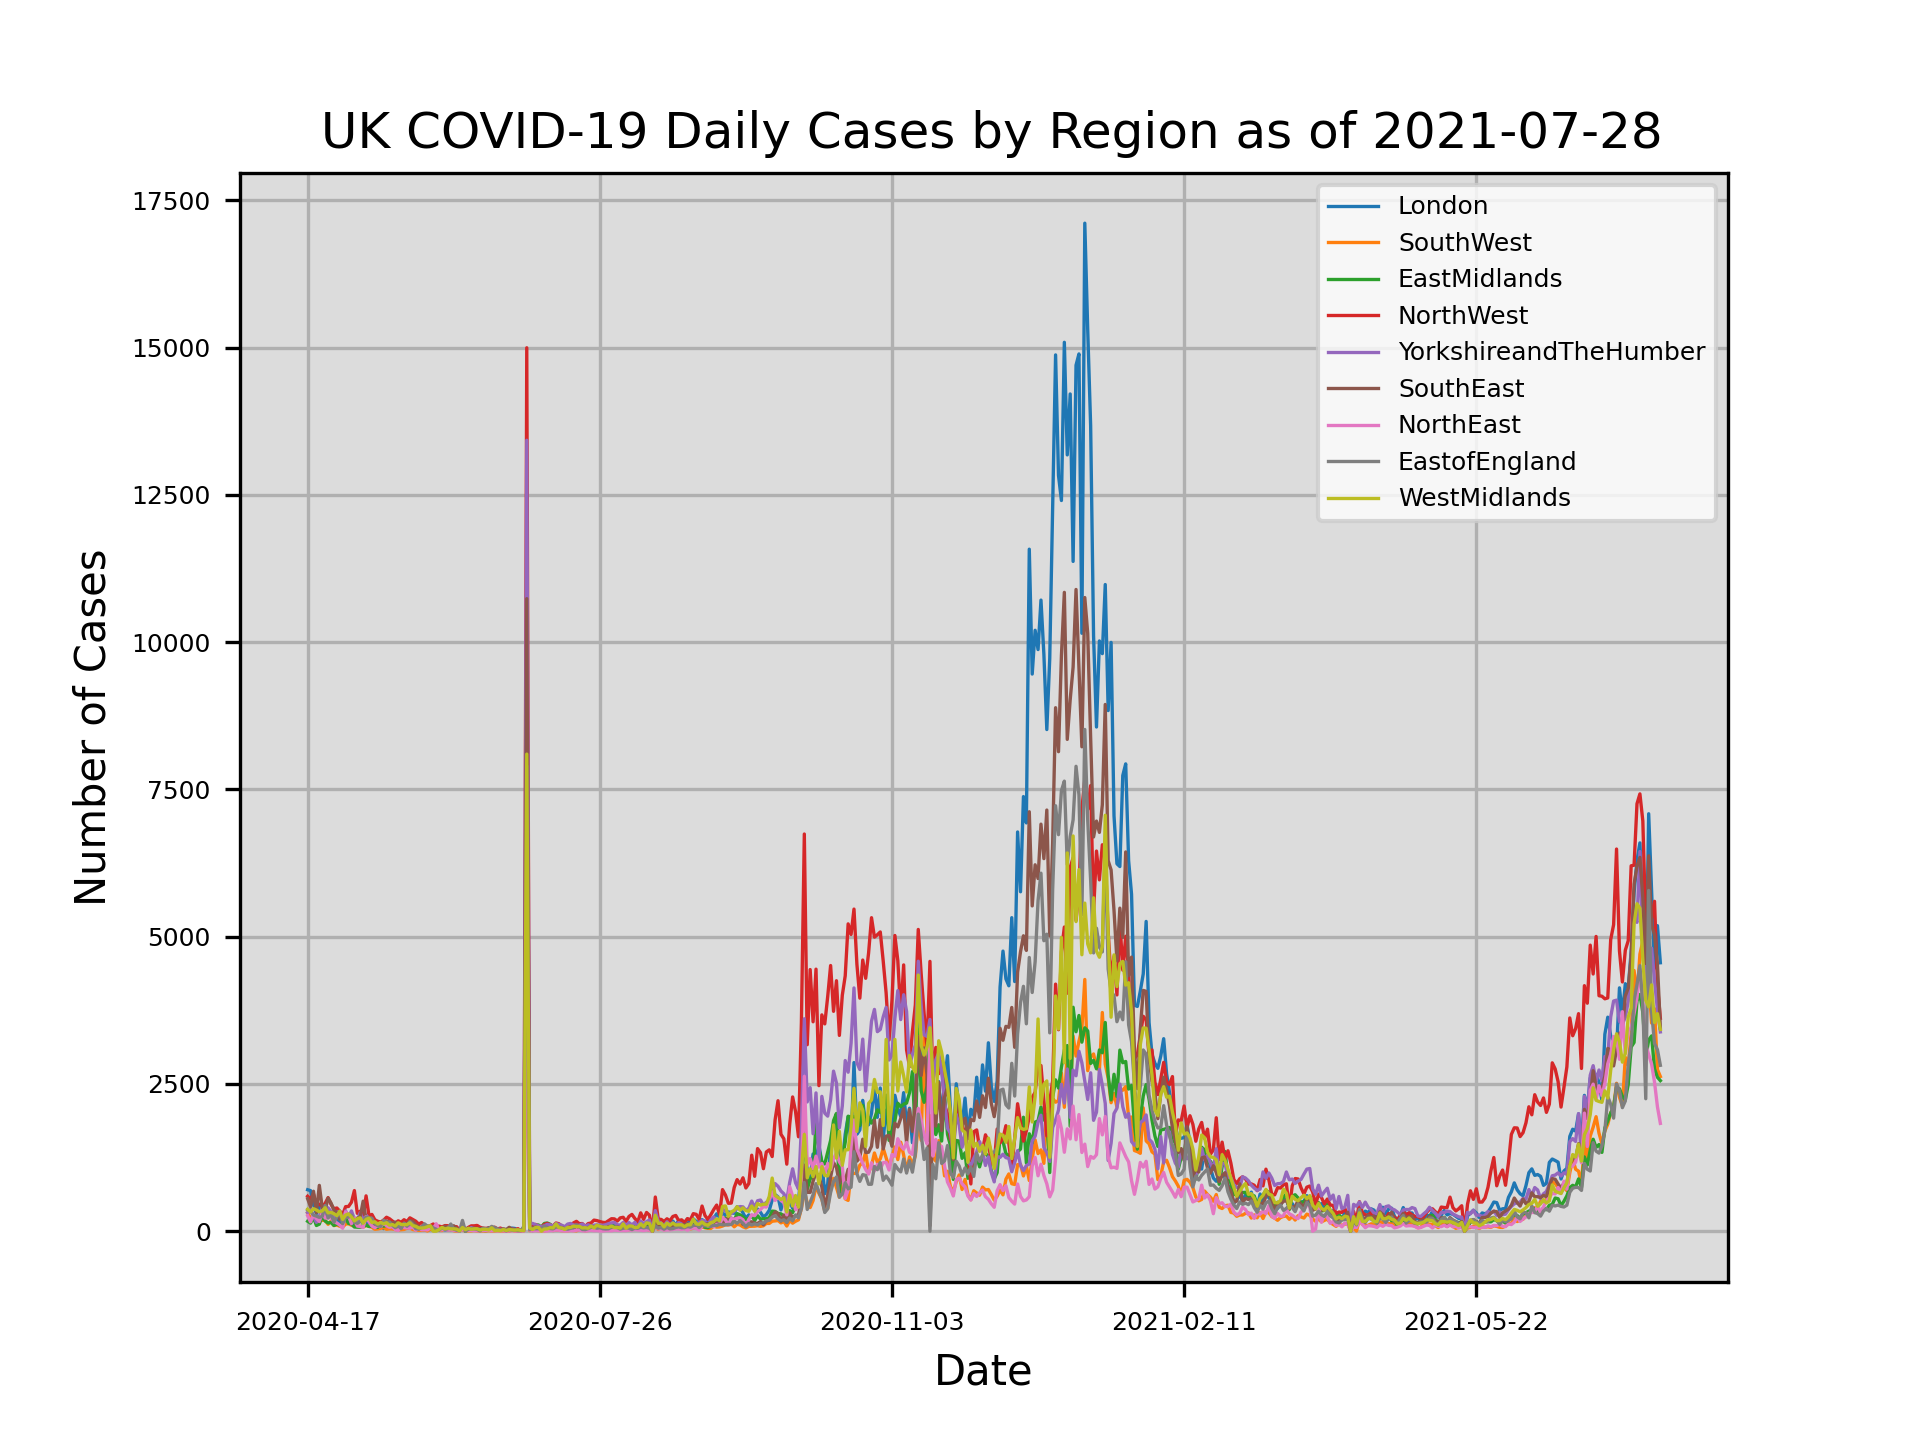 UK COVID-19 Daily Cases by Region as of 2021-07-28
17500
15000
12500
10000
7500
5000
2500
0
Number of Cases
London
SouthWest
EastMidlands
NorthWest
YorkshireandTheHumber
SouthEast
NorthEast
EastofEngland
WestMidlands
2020-04-17
2020-07-26
2020-11-03
2021-02-11
2021-05-22
Date